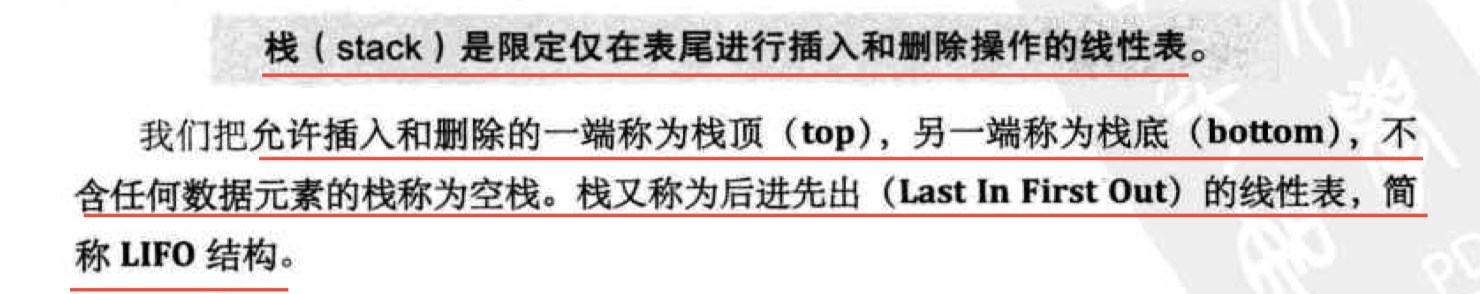 栈（stack）是限定仅在表尾进行插入和删除操作的线性表。
我们把允许插入和删除的一端称为栈顶（top），另一端称为栈底（bottom），不
含任何数据元素的栈称为空栈。栈又称为后进先出（Last In First Out）的线性表，简
称 LIFO 结构。
PD